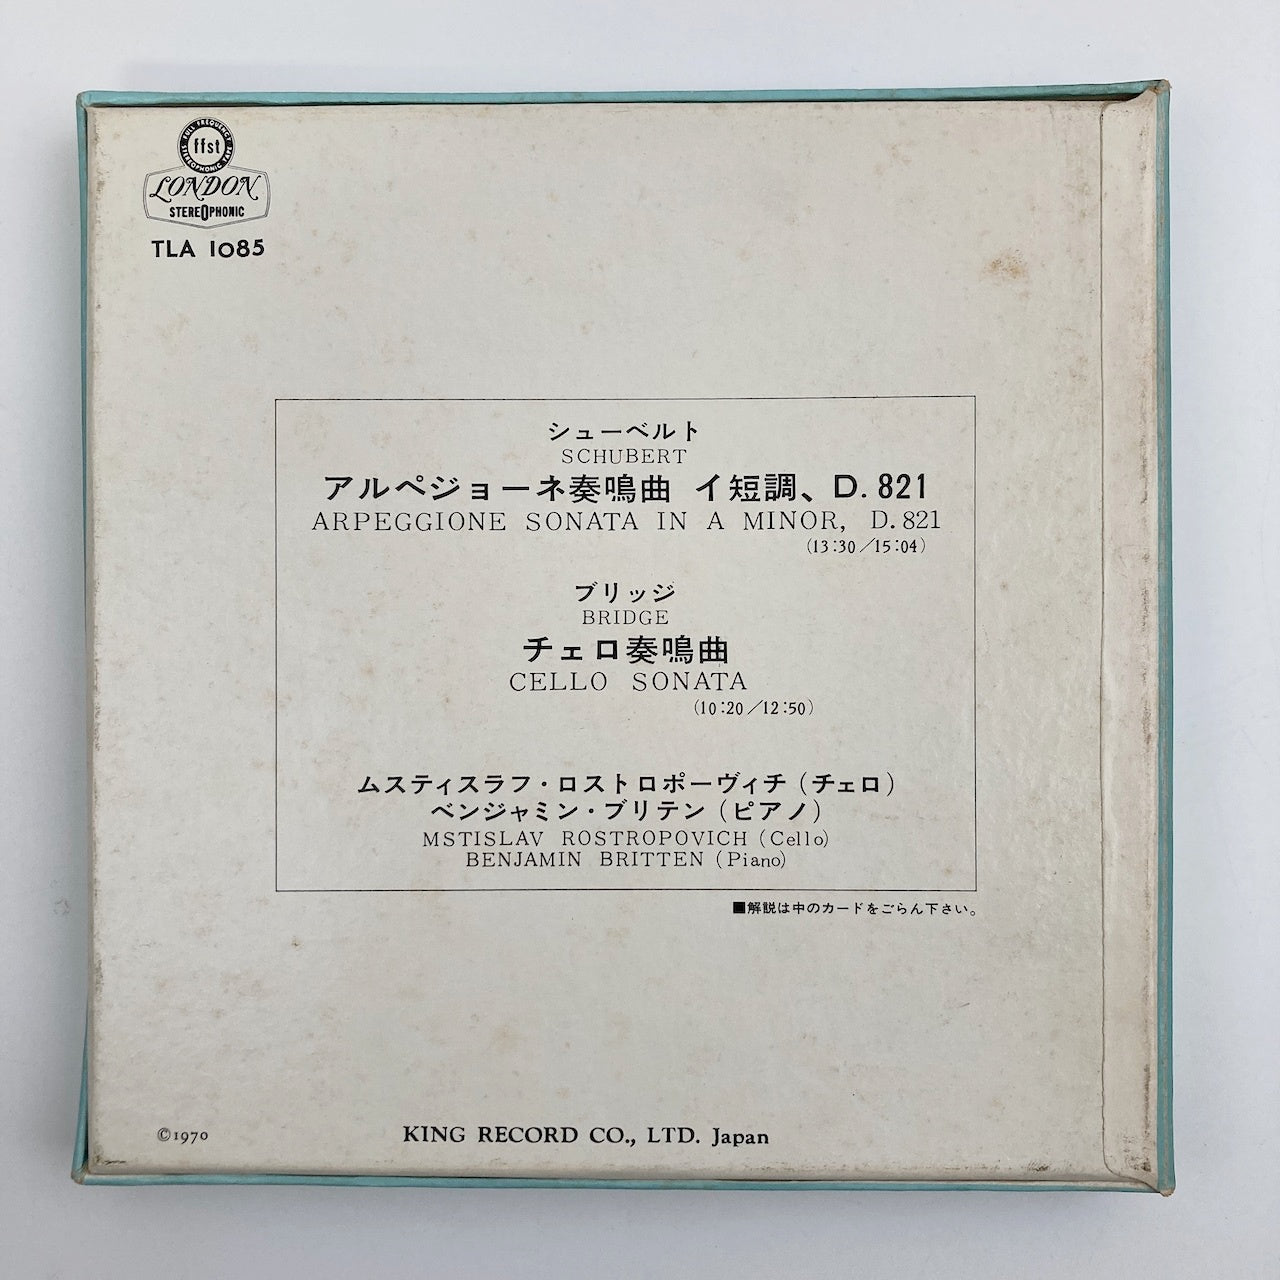 FULL FREQUENCY
ffst
STEREOPHONIC TAPE
LONDON
STEREOPHONIC
TLA 1085
シューベルト
SCHUBERT
アルペジョーネ奏鳴曲 イ短調、D. 821
ARPEGGIONE SONATA IN A MINOR, D. 821
(13:30/15:04)
ブリッジ
BRIDGE
チェロ奏鳴曲
CELLO SONATA
(10:20/12:50)
ムスティスラフ・ロストロポーヴィチ (チェロ)
ベンジャミン・ブリテン (ピアノ)
MSTISLAV ROSTROPOVICH (Cello)
BENJAMIN BRITTEN (Piano)
■解説は中のカードをごらん下さい。
©1970
KING RECORD CO., LTD. Japan